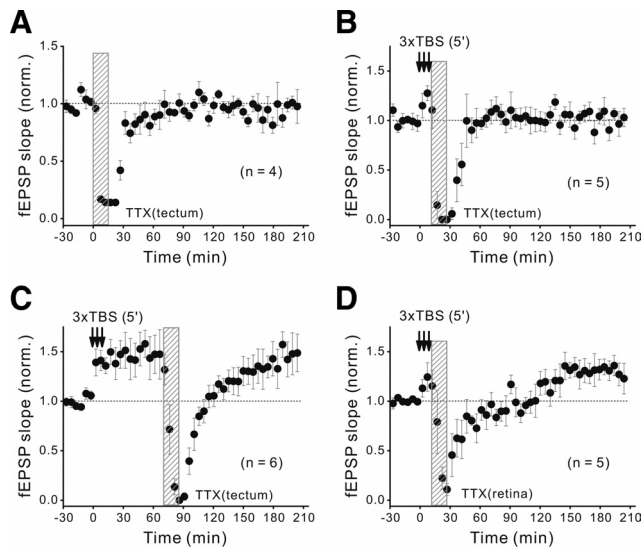 A
fEPSP slope (norm.)
1.5
1.0
0.5
0.0
TTX(tectum)
(n = 4)
-30 0 30 60 90 120 150 180 210
Time (min)
B
3xTBS (5')
fEPSP slope (norm.)
1.5
1.0
0.5
0.0
TTX(tectum)
(n = 5)
-30 0 30 60 90 120 150 180 210
Time (min)
C
3xTBS (5')
fEPSP slope (norm.)
1.5
1.0
0.5
0.0
(n = 6)
TTX(tectum)
-30 0 30 60 90 120 150 180 210
Time (min)
D
3xTBS (5')
fEPSP slope (norm.)
1.5
1.0
0.5
0.0
(n = 5)
TTX(retina)
-30 0 30 60 90 120 150 180 210
Time (min)